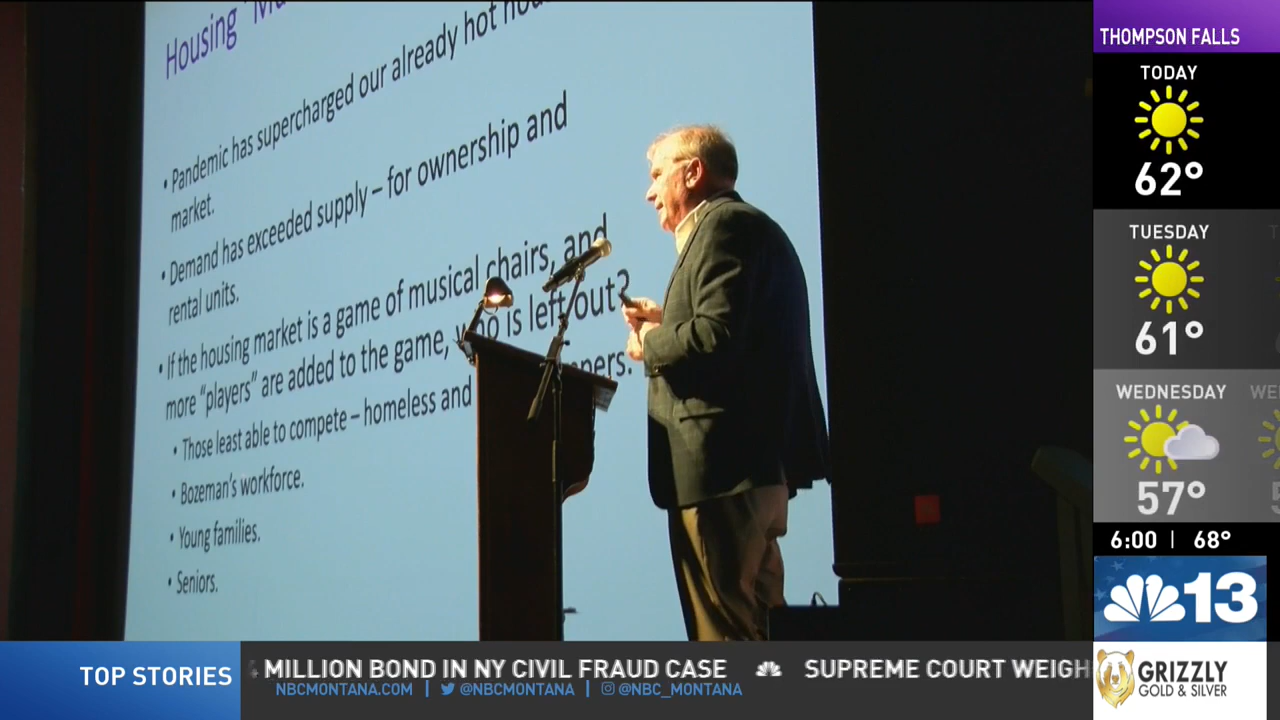 Housing
Pandemic has supercharged our already hot
market.
Demand has exceeded supply – for ownership and
rental units.
If the housing market is a game of musical chairs, and
more "players" are added to the game, who is left out?
Those least able to compete – homeless and
Bozeman's workforce.
Young families.
Seniors.
THOMPSON FALLS
TODAY
62°
TUESDAY
61°
WEDNESDAY
57°
6:00 | 68°
13
TOP STORIES
MILLION BOND IN NY CIVIL FRAUD CASE
SUPREME COURT WEIGH
NBCMONTANA.COM | @NBCMONTANA | @NBC_MONTANA
GRIZZLY
GOLD & SILVER